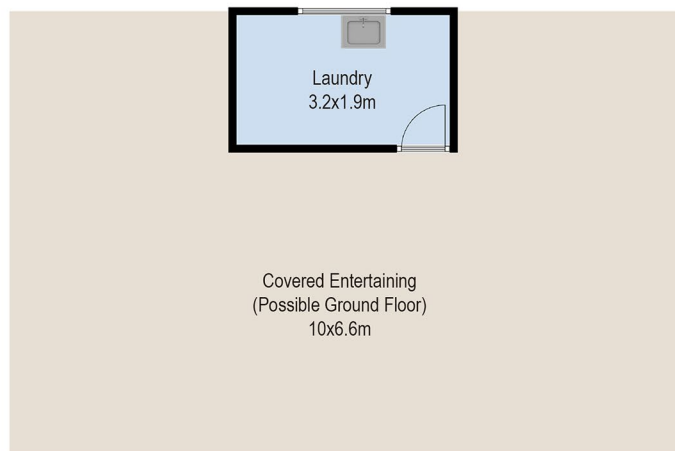 Laundry
3.2x1.9m
Covered Entertaining
(Possible Ground Floor)
10x6.6m